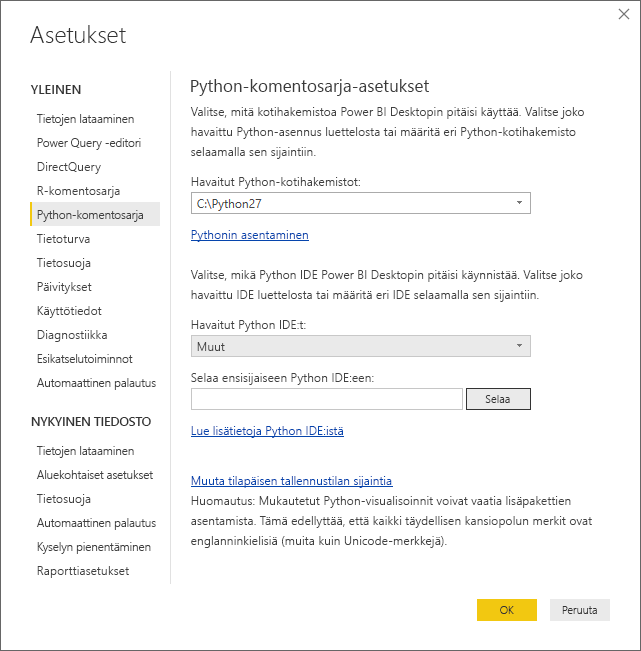 Asetukset
YLEINEN
Tietojen lataaminen
Power Query -editori
DirectQuery
R-komentosarja
Python-komentosarja
Tietoturva
Tietosuoja
Päivitykset
Käyttötiedot
Diagnostiikka
Esikatselutoiminnot
Automaattinen palautus
NYKYINEN TIEDOSTO
Tietojen lataaminen
Aluekohtaiset asetukset
Tietosuoja
Automaattinen palautus
Kyselyn pienentäminen
Raporttiasetukset
Python-komentosarja-asetukset
Valitse, mitä kotihakemistoa Power BI Desktopin pitäisi käyttää. Valitse joko
havaittu Python-asennus luettelosta tai määritä eri Python-kotihakemisto
selaamalla sen sijaintiin.
Havaitut Python-kotihakemistot:
C:\Python27
Pythonin asentaminen
Valitse, mikä Python IDE Power BI Desktopin pitäisi käynnistää. Valitse joko
havaittu IDE luettelosta tai määritä eri IDE selaamalla sen sijaintiin.
Havaitut Python IDE:t:
Muut
Selaa ensisijaiseen Python IDE:een:
Selaa
Lue lisätietoja Python IDE:istä
Muuta tilapäisen tallennustilan sijaintia
Huomautus: Mukautetut Python-visualisoinnit voivat vaatia lisäpakettien
asentamista. Tämä edellyttää, että kaikki täydellisen kansiopolun merkit ovat
englanninkielisiä (muita kuin Unicode-merkkejä).
OK
Peruuta